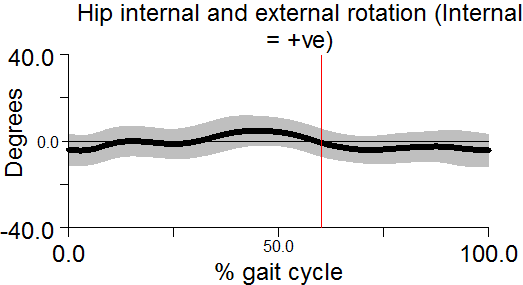 Hip internal and external rotation (Internal
= +ve)
40.0
Degrees
0.0
-40.0
0.0
50.0
100.0
% gait cycle